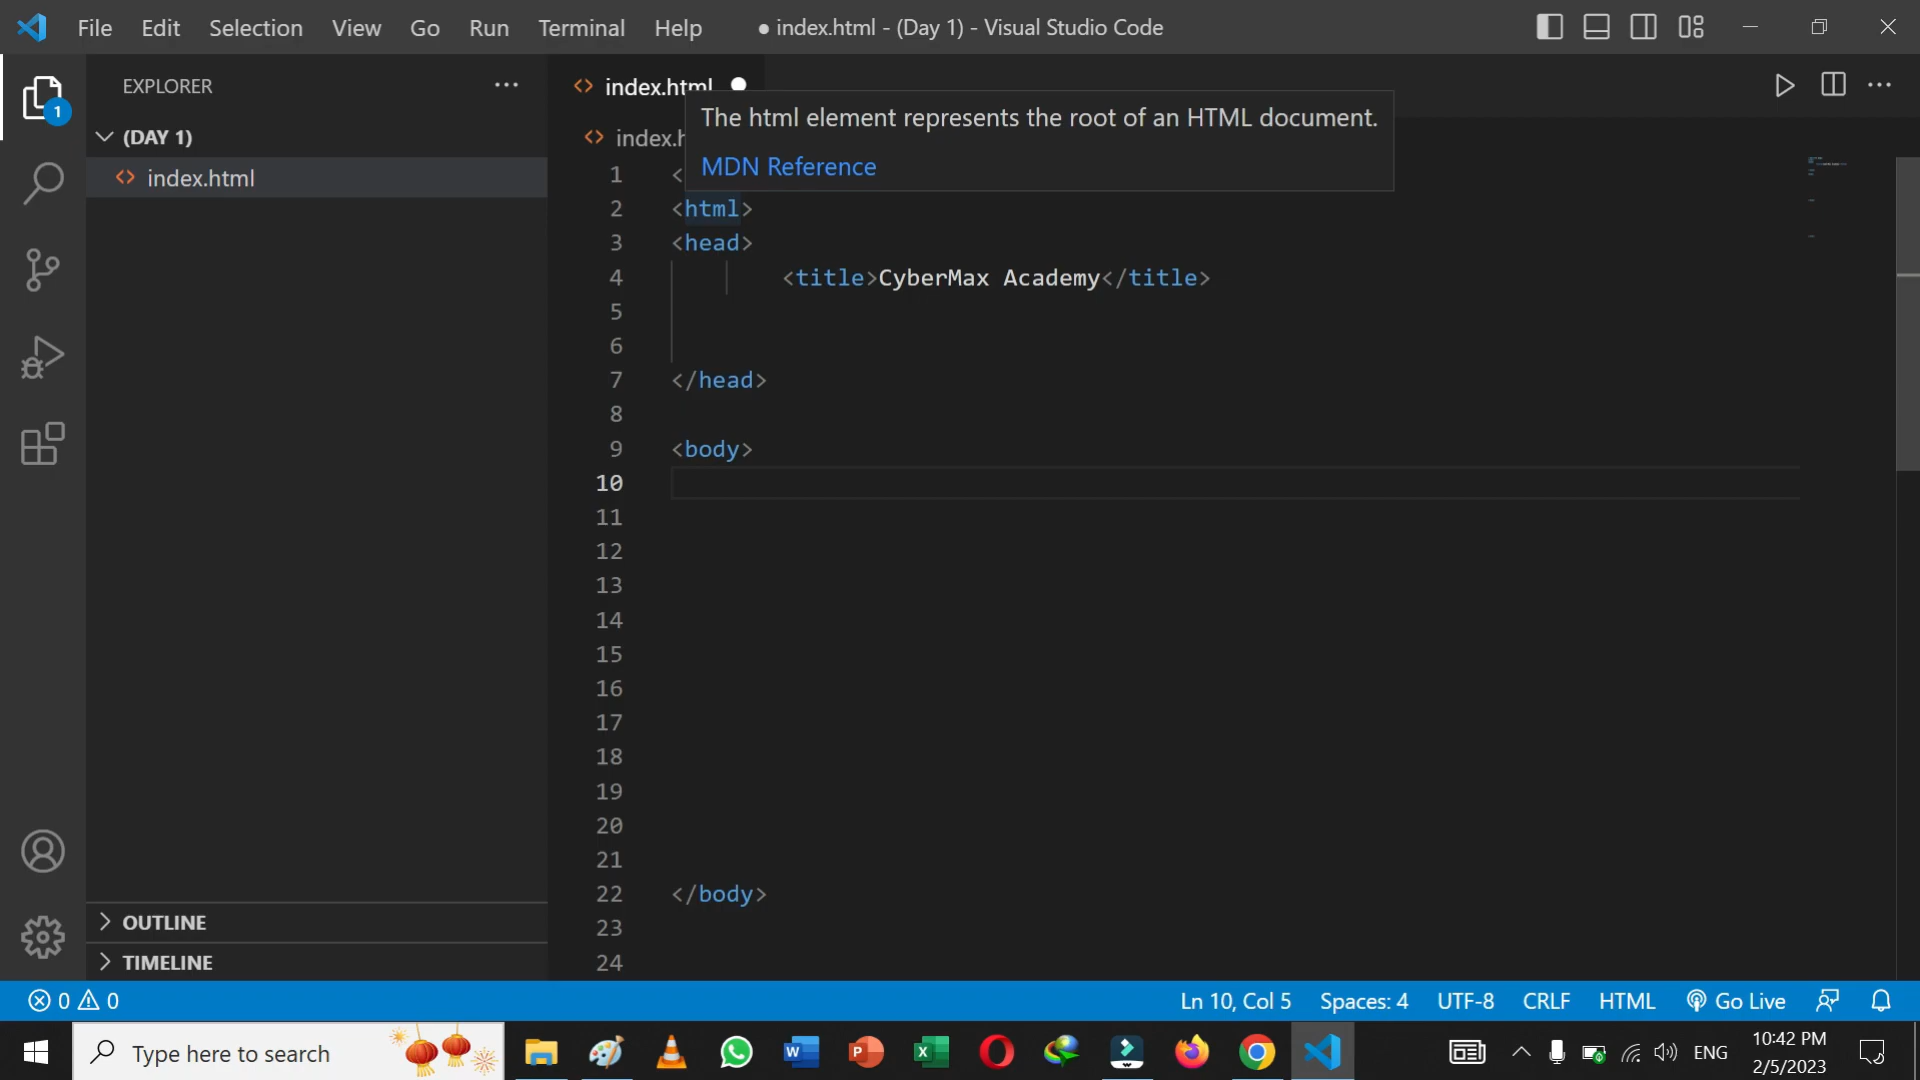 File Edit Selection View Go Run Terminal Help ● index.html - (Day 1) - Visual Studio Code
EXPLORER
1
(DAY 1)
index.html
OUTLINE
TIMELINE
index.html
The html element represents the root of an HTML document.
MDN Reference
1 <
2 <html>
3 <head>
4 <title>CyberMax Academy</title>
5
6
7 </head>
8
9 <body>
10
11
12
13
14
15
16
17
18
19
20
21
22 </body>
23
24
0 0 Ln 10, Col 5 Spaces: 4 UTF-8 CRLF HTML Go Live
Type here to search
ENG
10:42 PM
2/5/2023